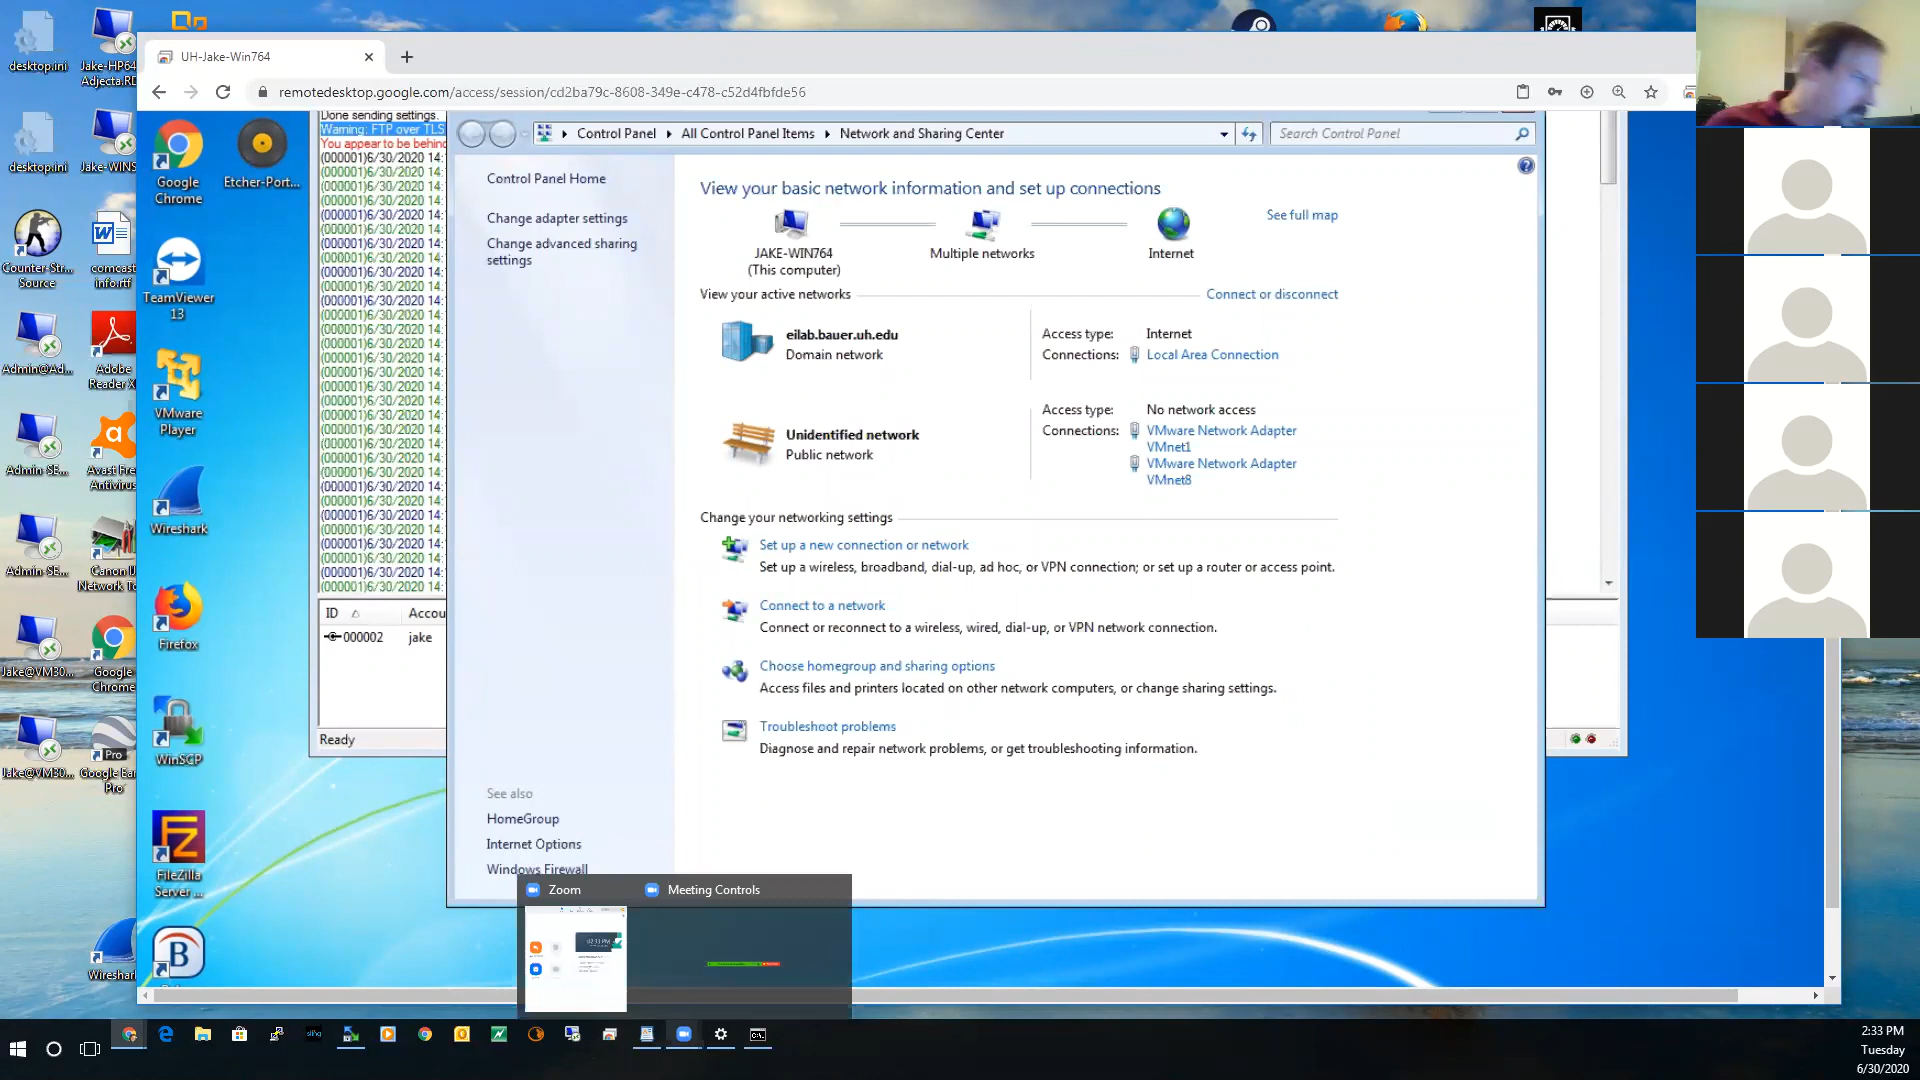 UH-Jake-Win764
remotedesktop.google.com/access/session/cd2ba79c-8608-349e-c478-c52d4fbfde56
desktop.ini
Jake-HP64
Adjecta.RD
desktop.ini
Jake-WINS
Counter-Str...
Source
comcast
info.rtf
Admin@Ad...
Adobe
Reader X
Admin-SE...
Avast Fre
Antivirus
Admin-SE...
Canon U
Network To
Jake@VM30...
Google
Chrome
Jake@VM30...
Google Ear
Pro
Wireshark
Google
Chrome
Etcher-Port...
TeamViewer
13
VMware
Player
Wireshark
Firefox
WinSCP
FileZilla
Server ...
Done sending settings.
Warning: FTP over TLS
You appear to be behind
(000001)6/30/2020 14:
ID
Accou
000002
jake
Ready
Control Panel
All Control Panel Items
Network and Sharing Center
Search Control Panel
Control Panel Home
Change adapter settings
Change advanced sharing
settings
See also
HomeGroup
Internet Options
Windows Firewall
View your basic network information and set up connections
See full map
JAKE-WIN764
(This computer)
Multiple networks
Internet
View your active networks
Connect or disconnect
eilab.bauer.uh.edu
Domain network
Access type:
Internet
Connections:
Local Area Connection
Unidentified network
Public network
Access type:
No network access
Connections:
VMware Network Adapter
VMnet1
VMware Network Adapter
VMnet8
Change your networking settings
Set up a new connection or network
Set up a wireless, broadband, dial-up, ad hoc, or VPN connection; or set up a router or access point.
Connect to a network
Connect or reconnect to a wireless, wired, dial-up, or VPN network connection.
Choose homegroup and sharing options
Access files and printers located on other network computers, or change sharing settings.
Troubleshoot problems
Diagnose and repair network problems, or get troubleshooting information.
Zoom
Meeting Controls
02:33 PM
2:33 PM
Tuesday
6/30/2020